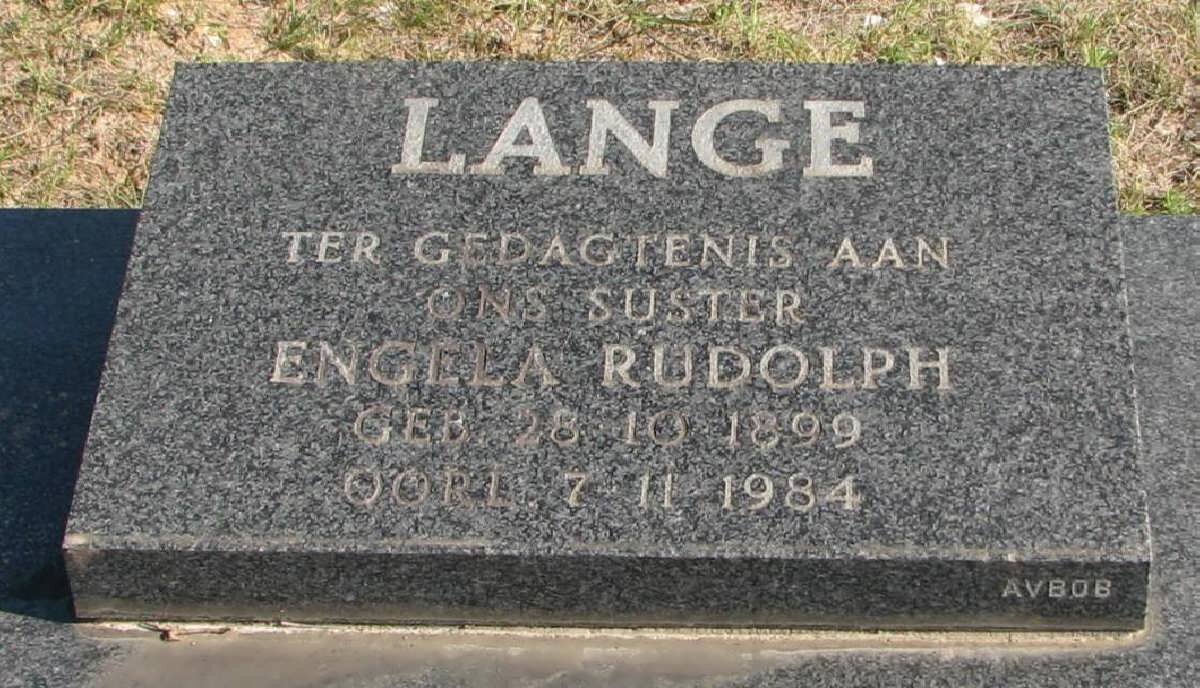 LANGE
TER GEDAGTENIS AAN
ONS SUSTER
ENGELA RUDOLPH
GEB. 28 10 1899
OORL. 7 11 1984
AVBOB